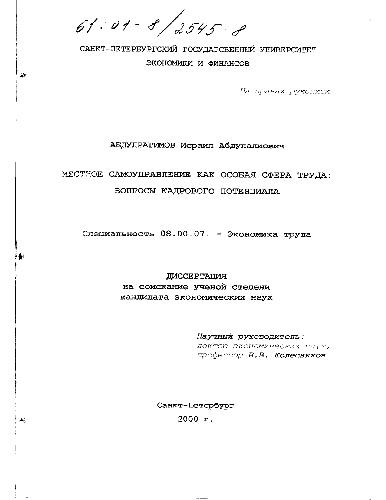 61:01-8/2545-8
САНКТ-ПЕТЕРБУРГСКИЙ ГОСУДАРСТВЕННЫЙ УНИВЕРСИТЕТ
ЭКОНОМИКИ И ФИНАНСОВ
На правах рукописи
АБДУЛРАГИМОВ Исраил Абдулалиович
МЕСТНОЕ САМОУПРАВЛЕНИЕ КАК ОСОБАЯ СФЕРА ТРУДА:
ВОПРОСЫ КАДРОВОГО ПОТЕНЦИАЛА
Специальность 08.00.07. - Экономика труда
ДИССЕРТАЦИЯ
на соискание ученой степени
кандидата экономических наук
Научный руководитель:
доктор экономических наук,
профессор Колесников
Санкт-Петербург
2000 г.